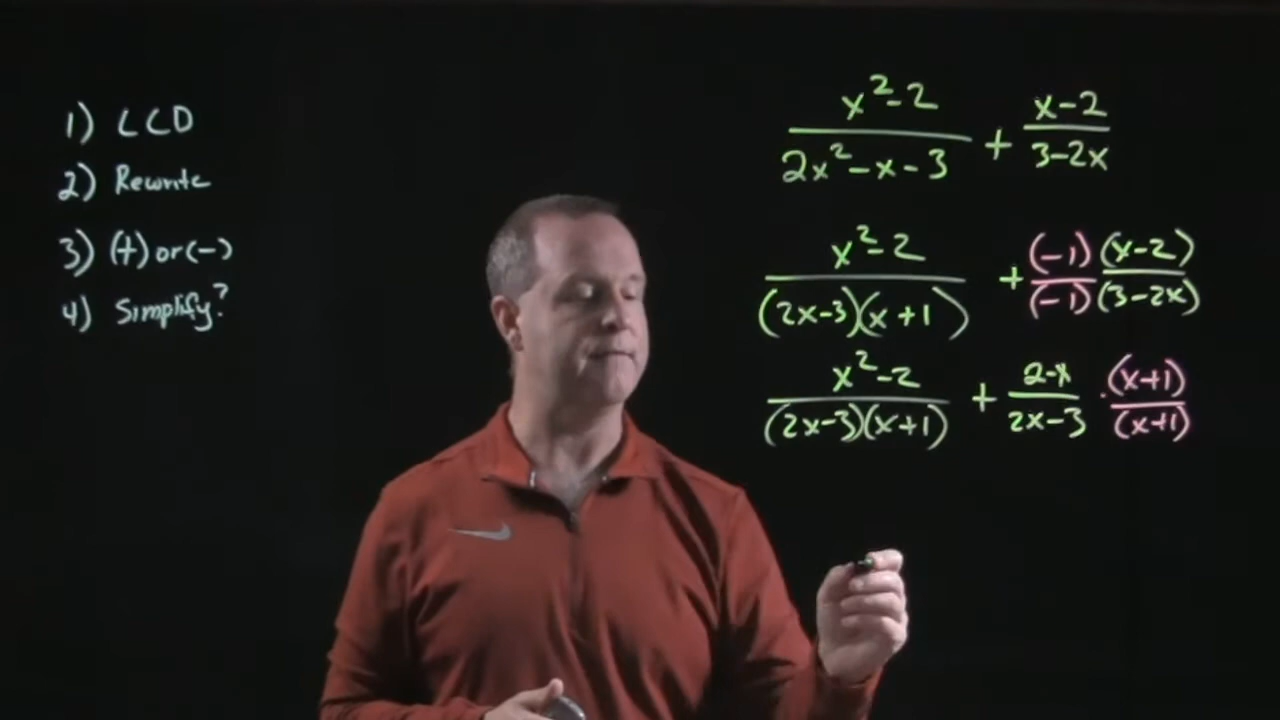 1) LCD
2) Rewrite
3) (+) or (-)
4) Simplify?
x²-2 / 2x²-x-3 + x-2 / 3-2x
x²-2 / (2x-3)(x+1) + (-1)(x-2) / (-1)(3-2x)
x²-2 / (2x-3)(x+1) + 2-x / 2x-3 · (x+1) / (x+1)